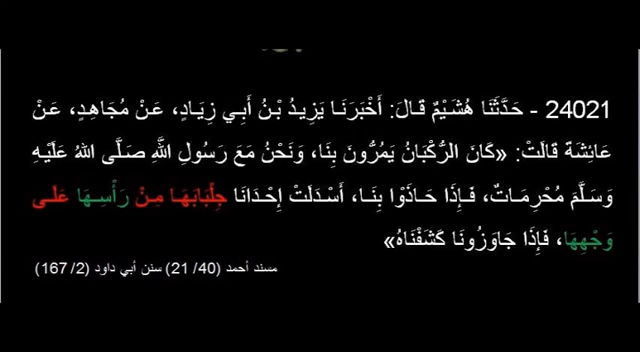 24021 - حَدَّثَنَا هُشَيْمٌ قَالَ: أَخْبَرَنَا يَزِيدُ بْنُ أَبِي زِيَادٍ، عَنْ مُجَاهِدٍ، عَنْ
عَائِشَةَ قَالَتْ: «كَانَ الرُّكْبَانُ يَمُرُّونَ بِنَا، وَنَحْنُ مَعَ رَسُولِ اللَّهِ صَلَّى اللهُ عَلَيْهِ
وَسَلَّمَ مُحْرِمَاتٌ، فَإِذَا حَاذَوْا بِنَا، أَسْدَلَتْ إِحْدَانَا جِلْبَابَهَا مِنْ رَأْسِهَا عَلَى
وَجْهِهَا، فَإِذَا جَاوَزُونَا كَشَفْنَاهُ»
مسند أحمد (40/ 21) سنن أبي داود (2/ 167)